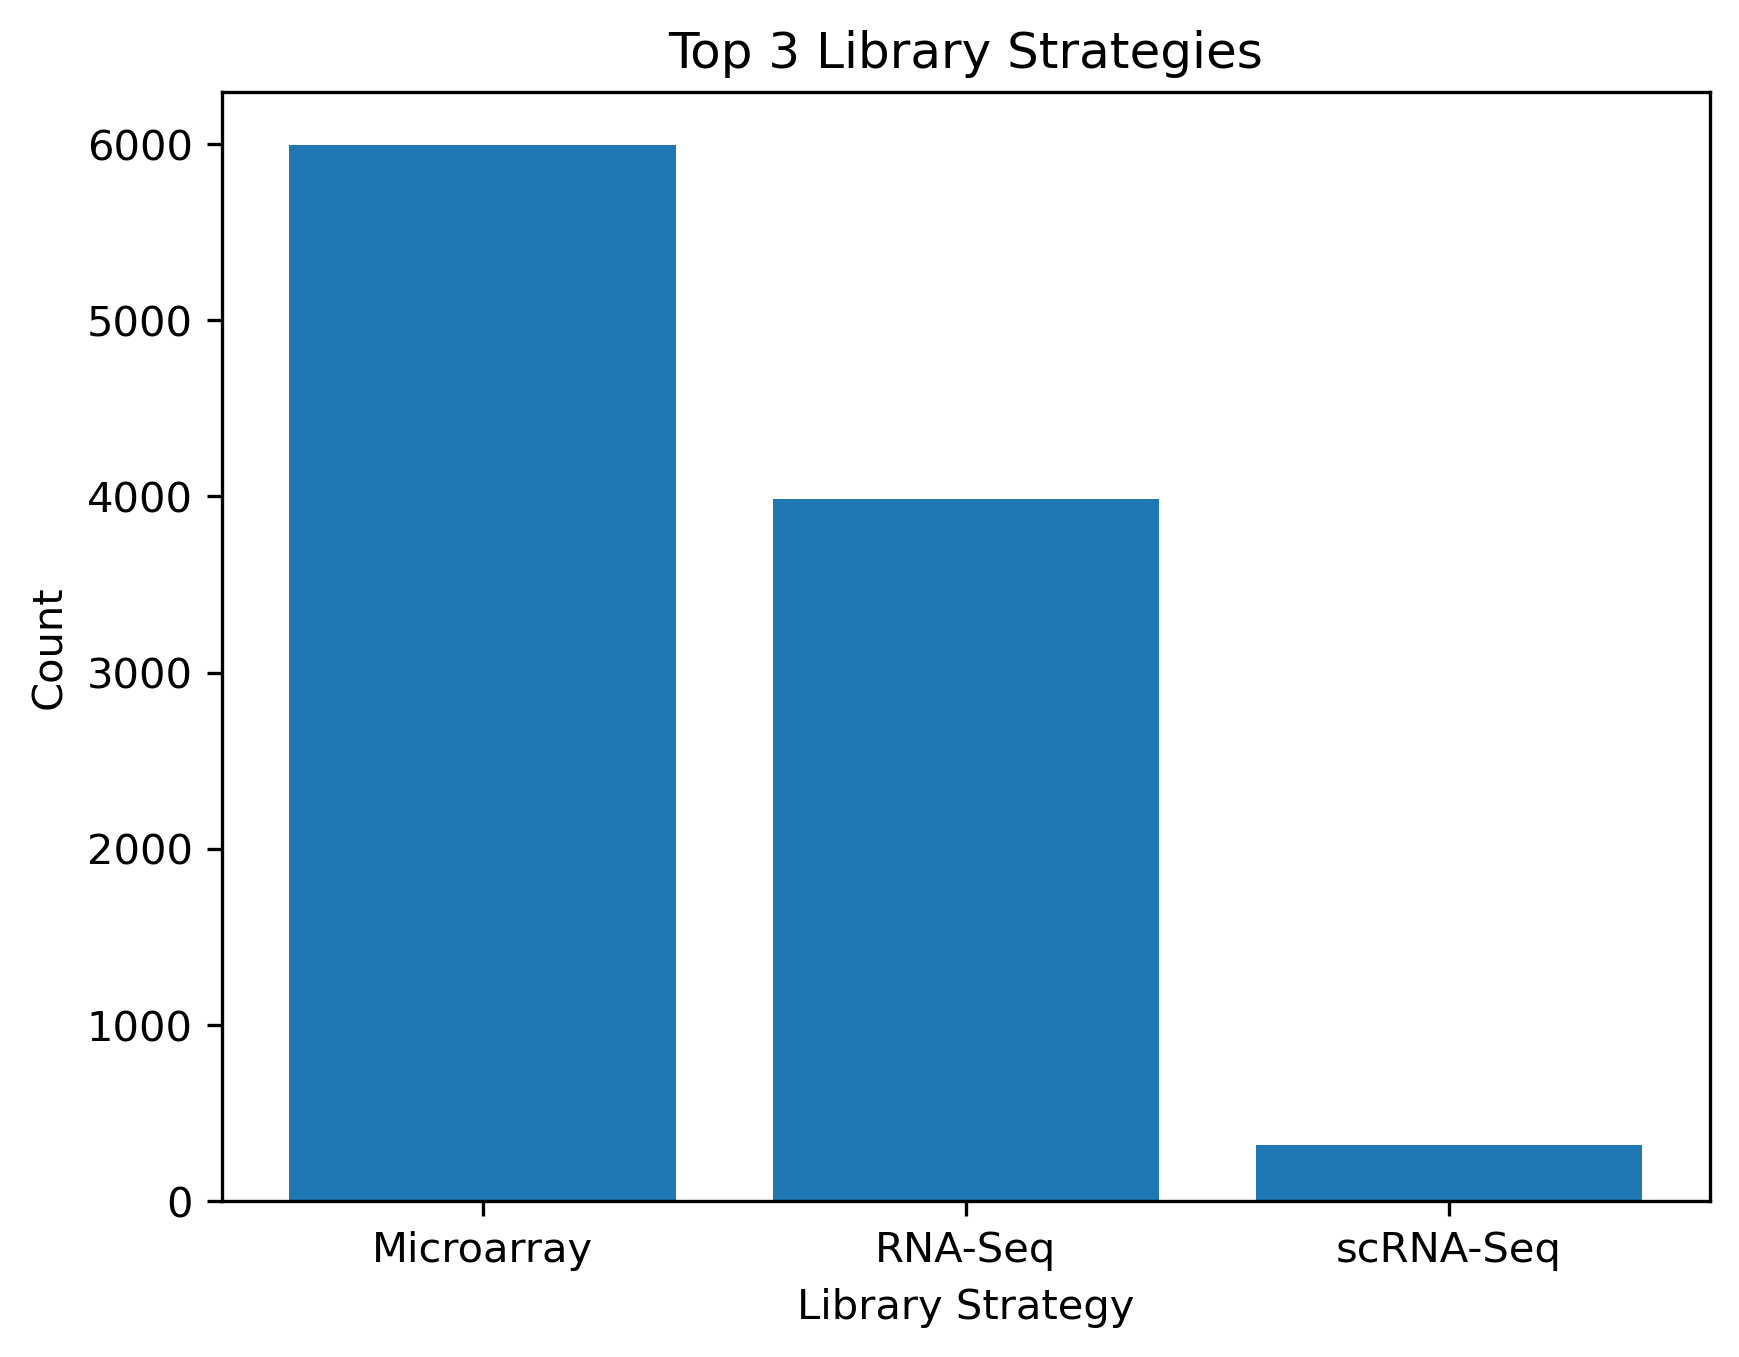 Top 3 Library Strategies
6000
5000
4000
3000
2000
1000
0
Count
Microarray
RNA-Seq
scRNA-Seq
Library Strategy